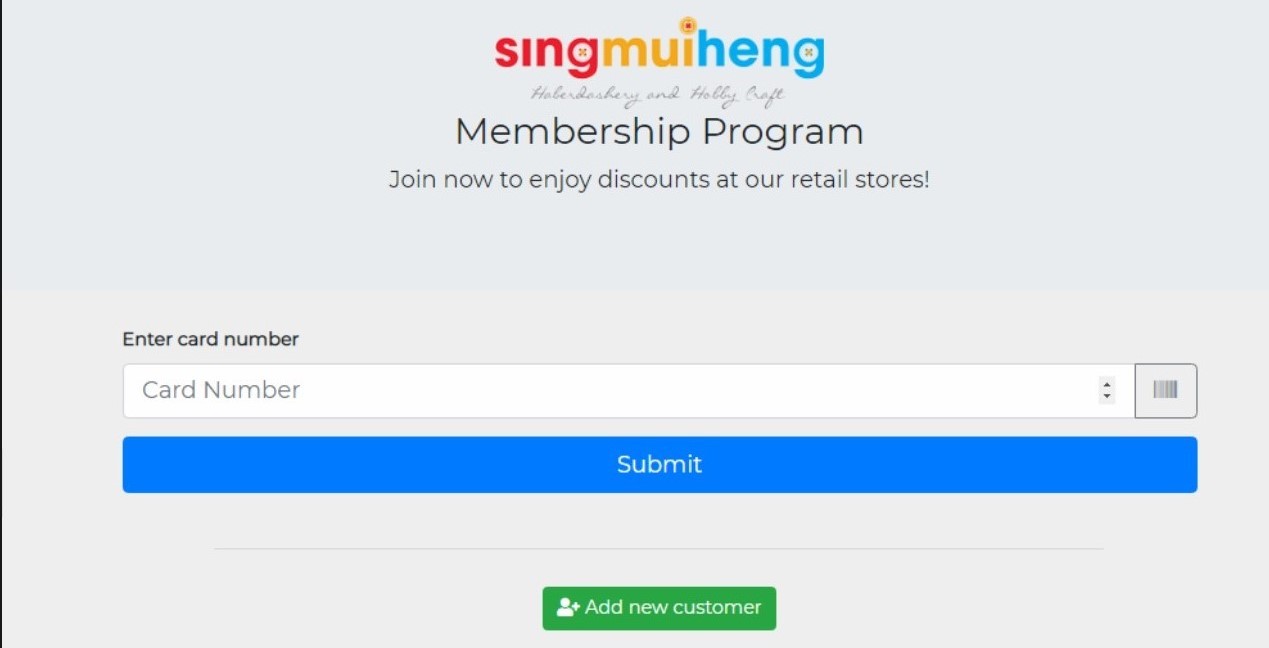 singmuiheng
Haberdashery and Hobby Craft
Membership Program
Join now to enjoy discounts at our retail stores!
Enter card number
Card Number
Submit
Add new customer